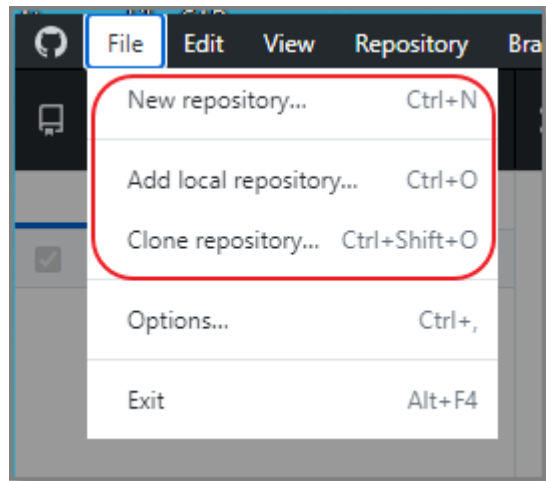 File Edit View Repository Bra
New repository... Ctrl+N
Add local repository... Ctrl+O
Clone repository... Ctrl+Shift+O
Options... Ctrl+,
Exit Alt+F4